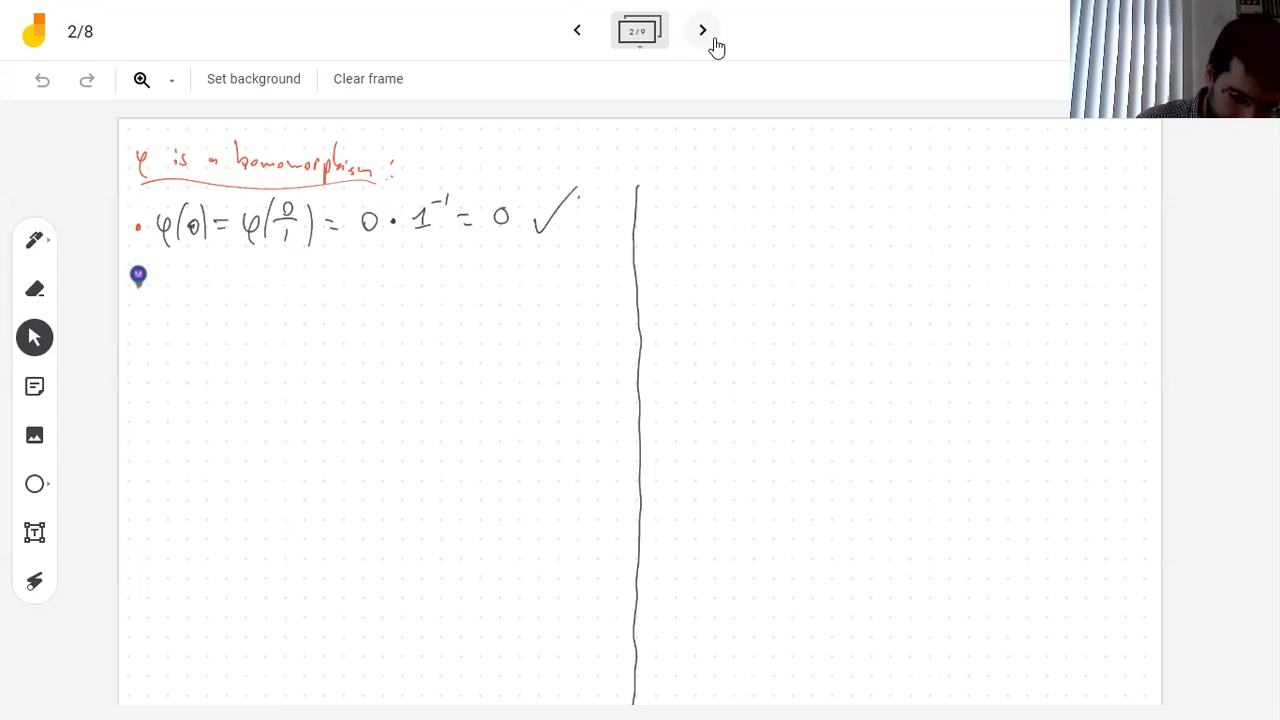 2/8
2/9
Set background
Clear frame
φ is a homomorphism :
• φ(0) = φ(0/1) = 0 · 1⁻¹ = 0 ✓
M
T